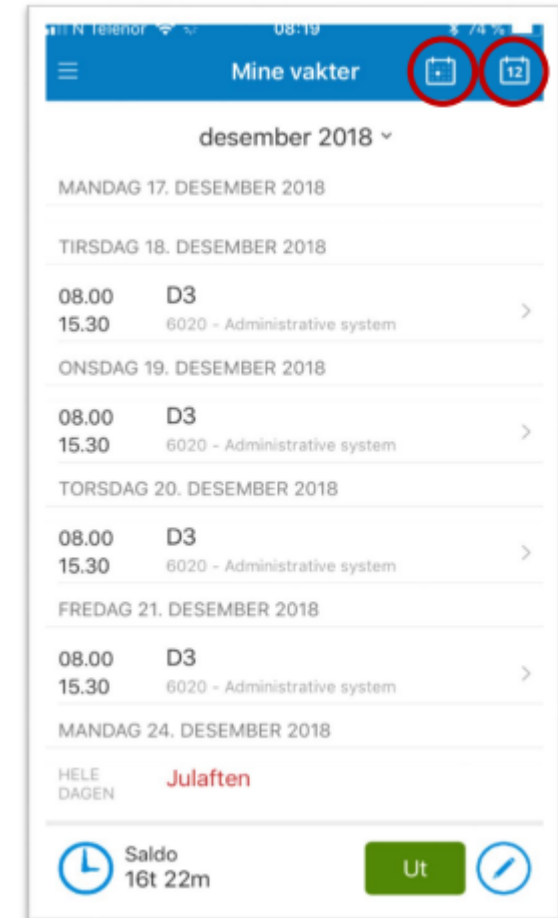 N Telenor 08:19 74 %
Mine vakter 12
desember 2018
MANDAG 17. DESEMBER 2018
TIRSDAG 18. DESEMBER 2018
08.00 D3
15.30 6020 - Administrative system
ONSDAG 19. DESEMBER 2018
08.00 D3
15.30 6020 - Administrative system
TORSDAG 20. DESEMBER 2018
08.00 D3
15.30 6020 - Administrative system
FREDAG 21. DESEMBER 2018
08.00 D3
15.30 6020 - Administrative system
MANDAG 24. DESEMBER 2018
HELE
DAGEN Julaften
Saldo
16t 22m Ut